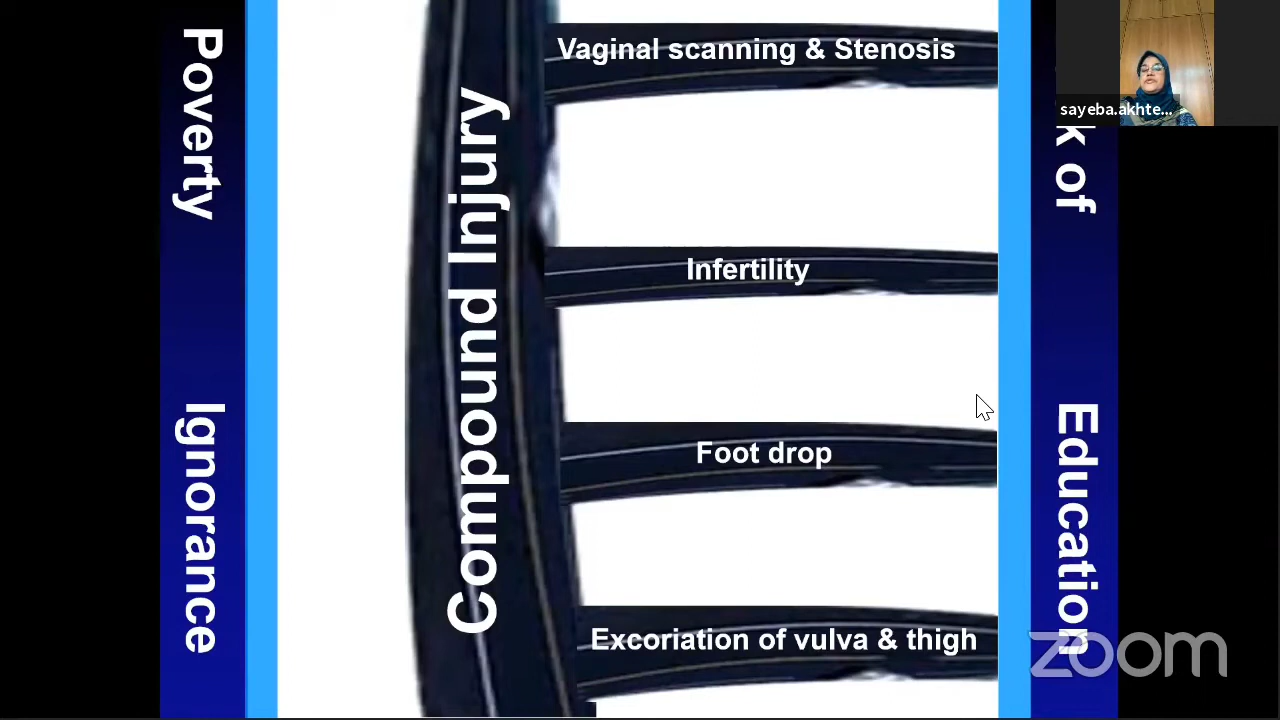 Poverty
Ignorance
Compound Injury
Vaginal scanning & Stenosis
Infertility
Foot drop
Excoriation of vulva & thigh
of
Education
sayeba.akhte...
zoom